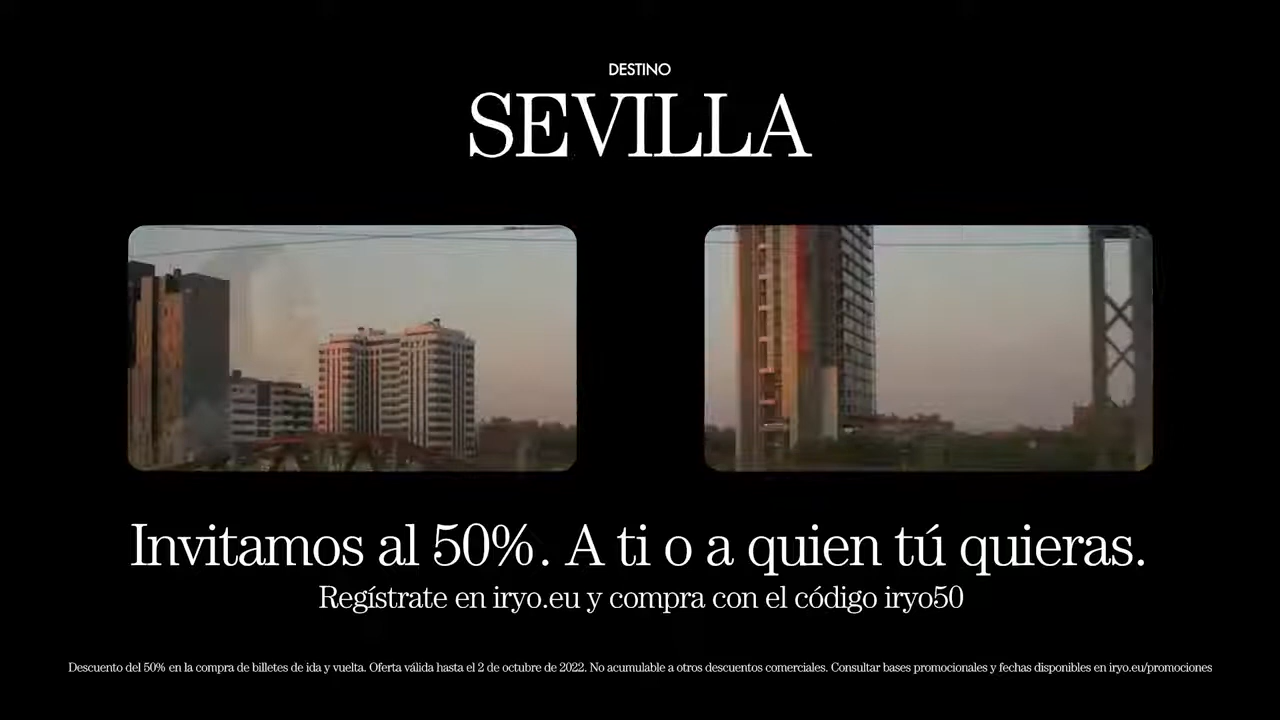 DESTINO
SEVILLA
Invitamos al 50%. A ti o a quien tú quieras.
Regístrate en iryo.eu y compra con el código iryo50
Descuento del 50% en la compra de billetes de ida y vuelta. Oferta válida hasta el 2 de octubre de 2022. No acumulable a otros descuentos comerciales. Consultar bases promocionales y fechas disponibles en iryo.eu/promociones